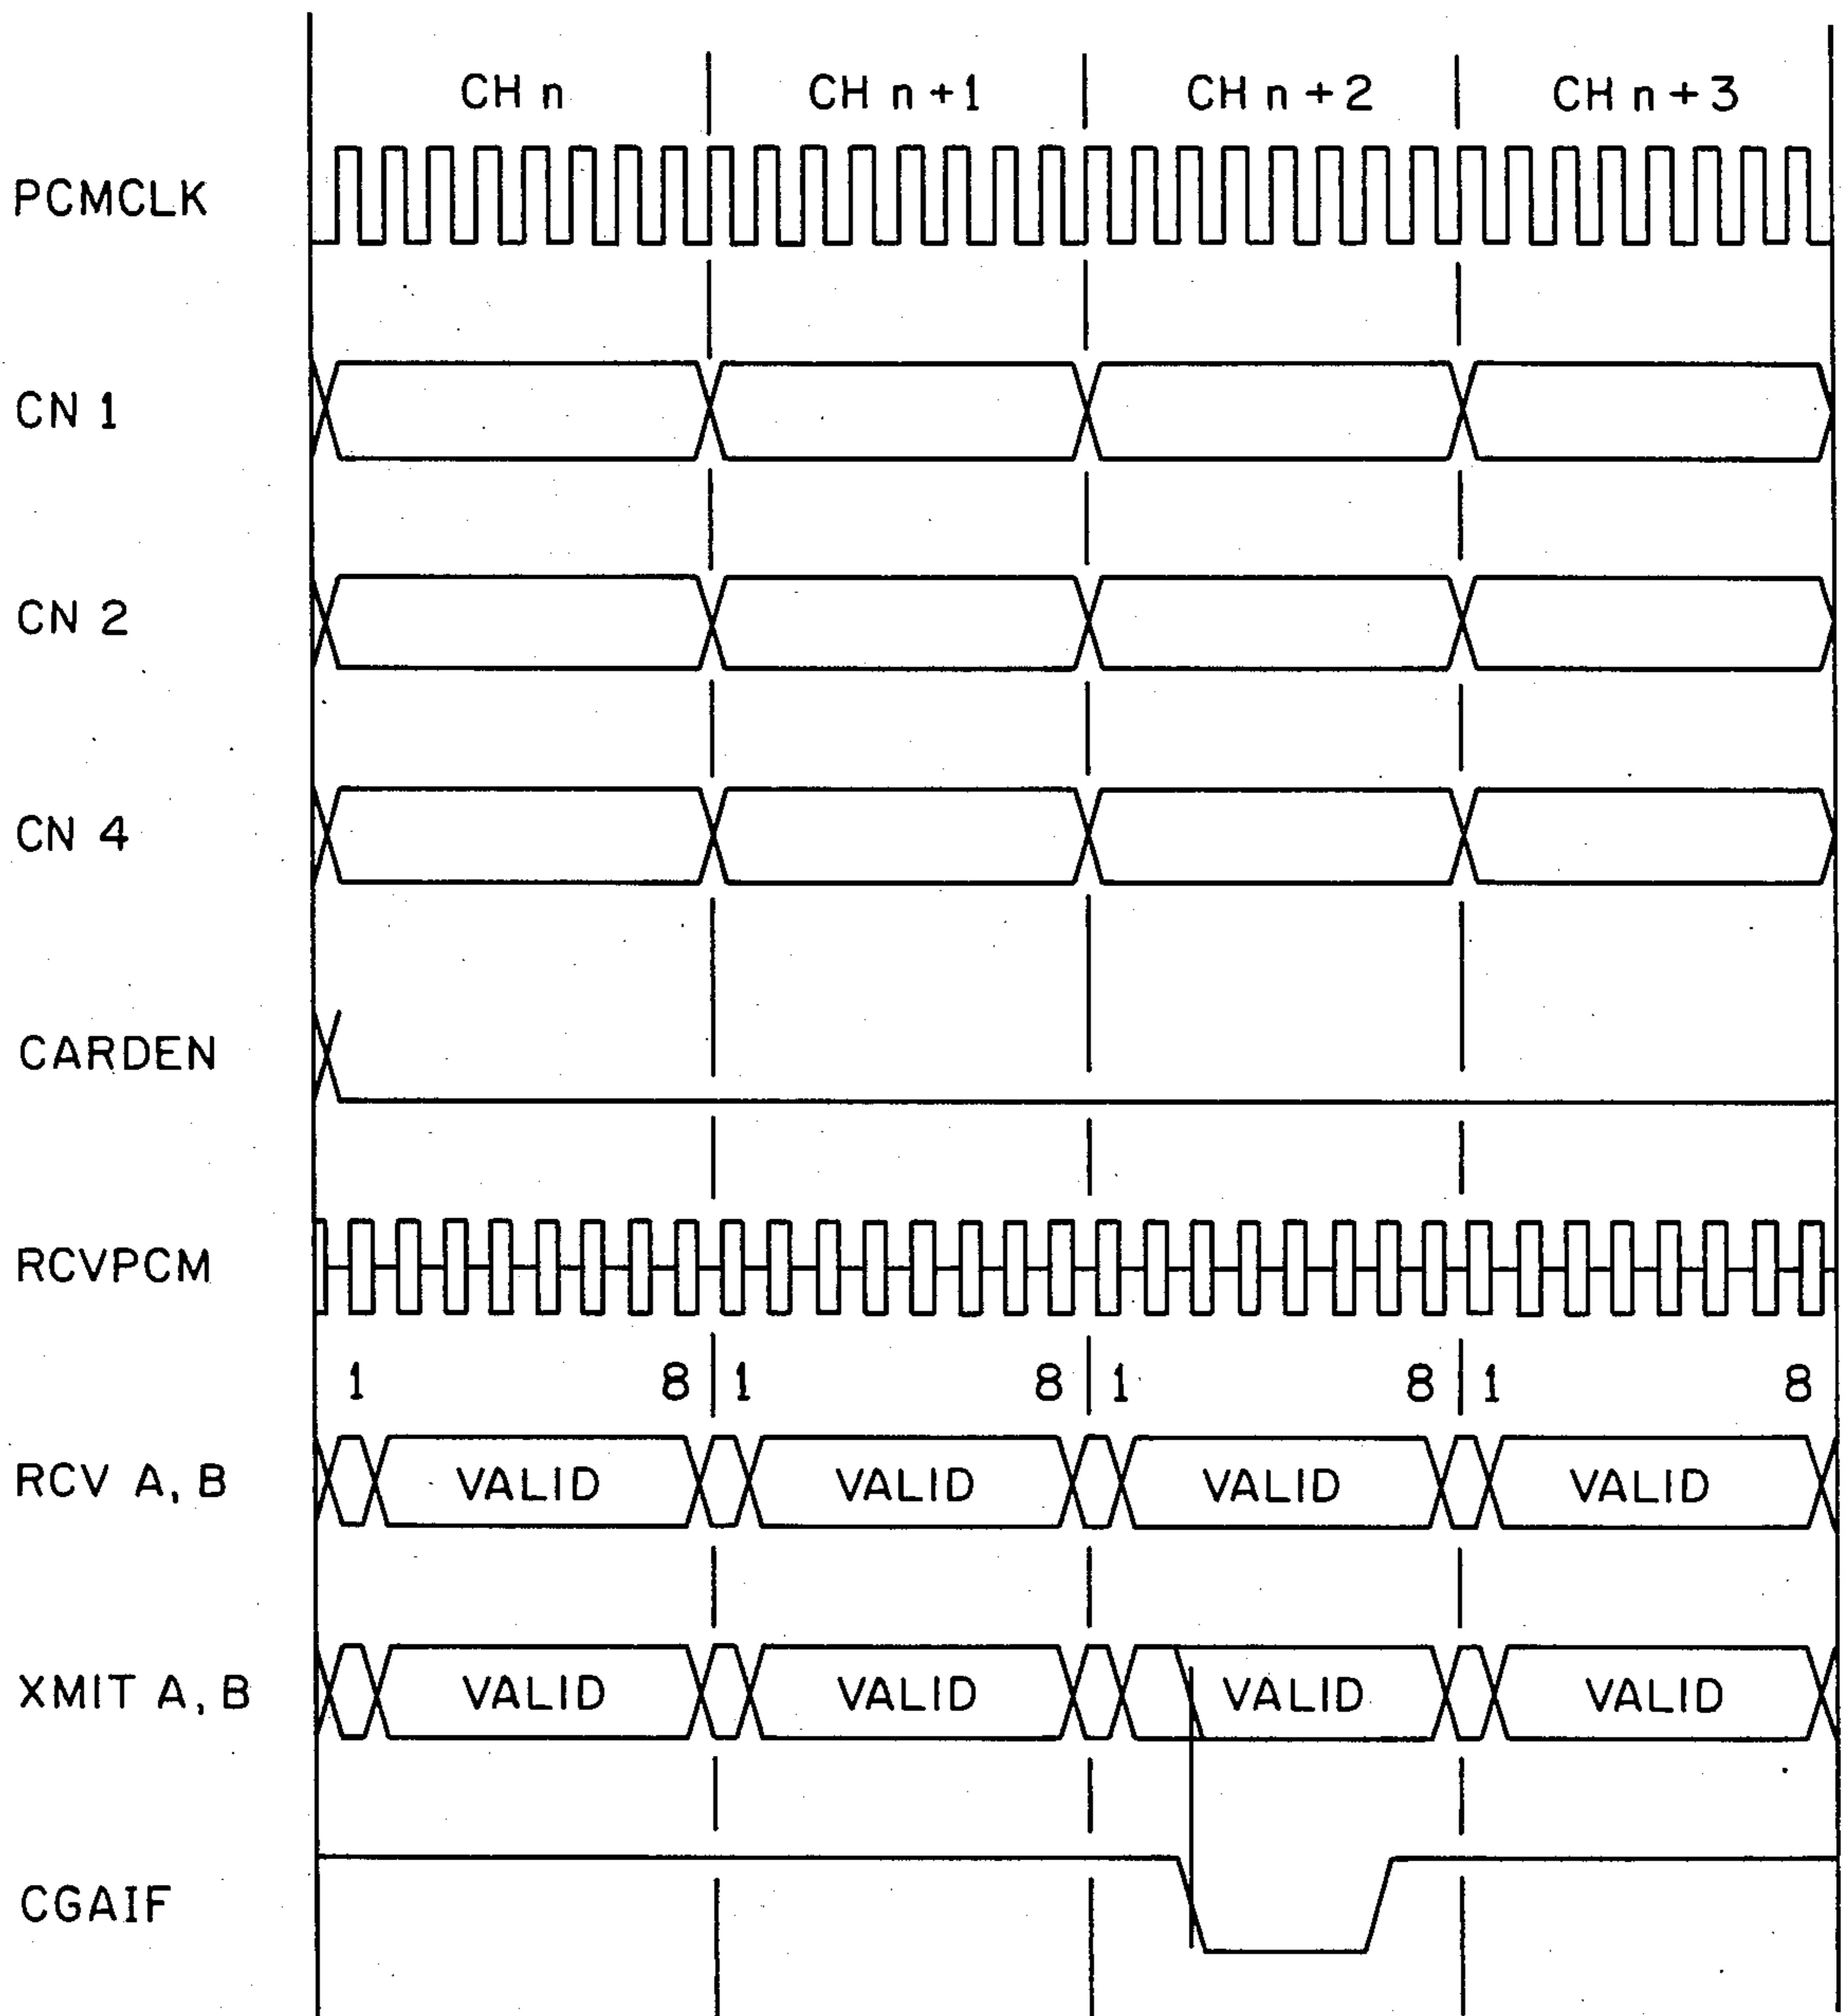 CH n CH n+1 CH n+2 CH n+3
PCMCLK
CN 1
CN 2
CN 4
CARDEN
RCVPCM
1 8 1 8 1 8 1 8
RCV A, B VALID VALID VALID VALID
XMIT A, B VALID VALID VALID VALID
CGAIF